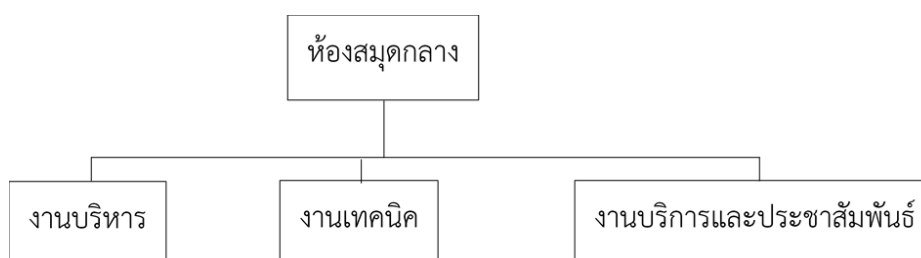 ห้องสมุดกลาง
งานบริหาร
งานเทคนิค
งานบริการและประชาสัมพันธ์